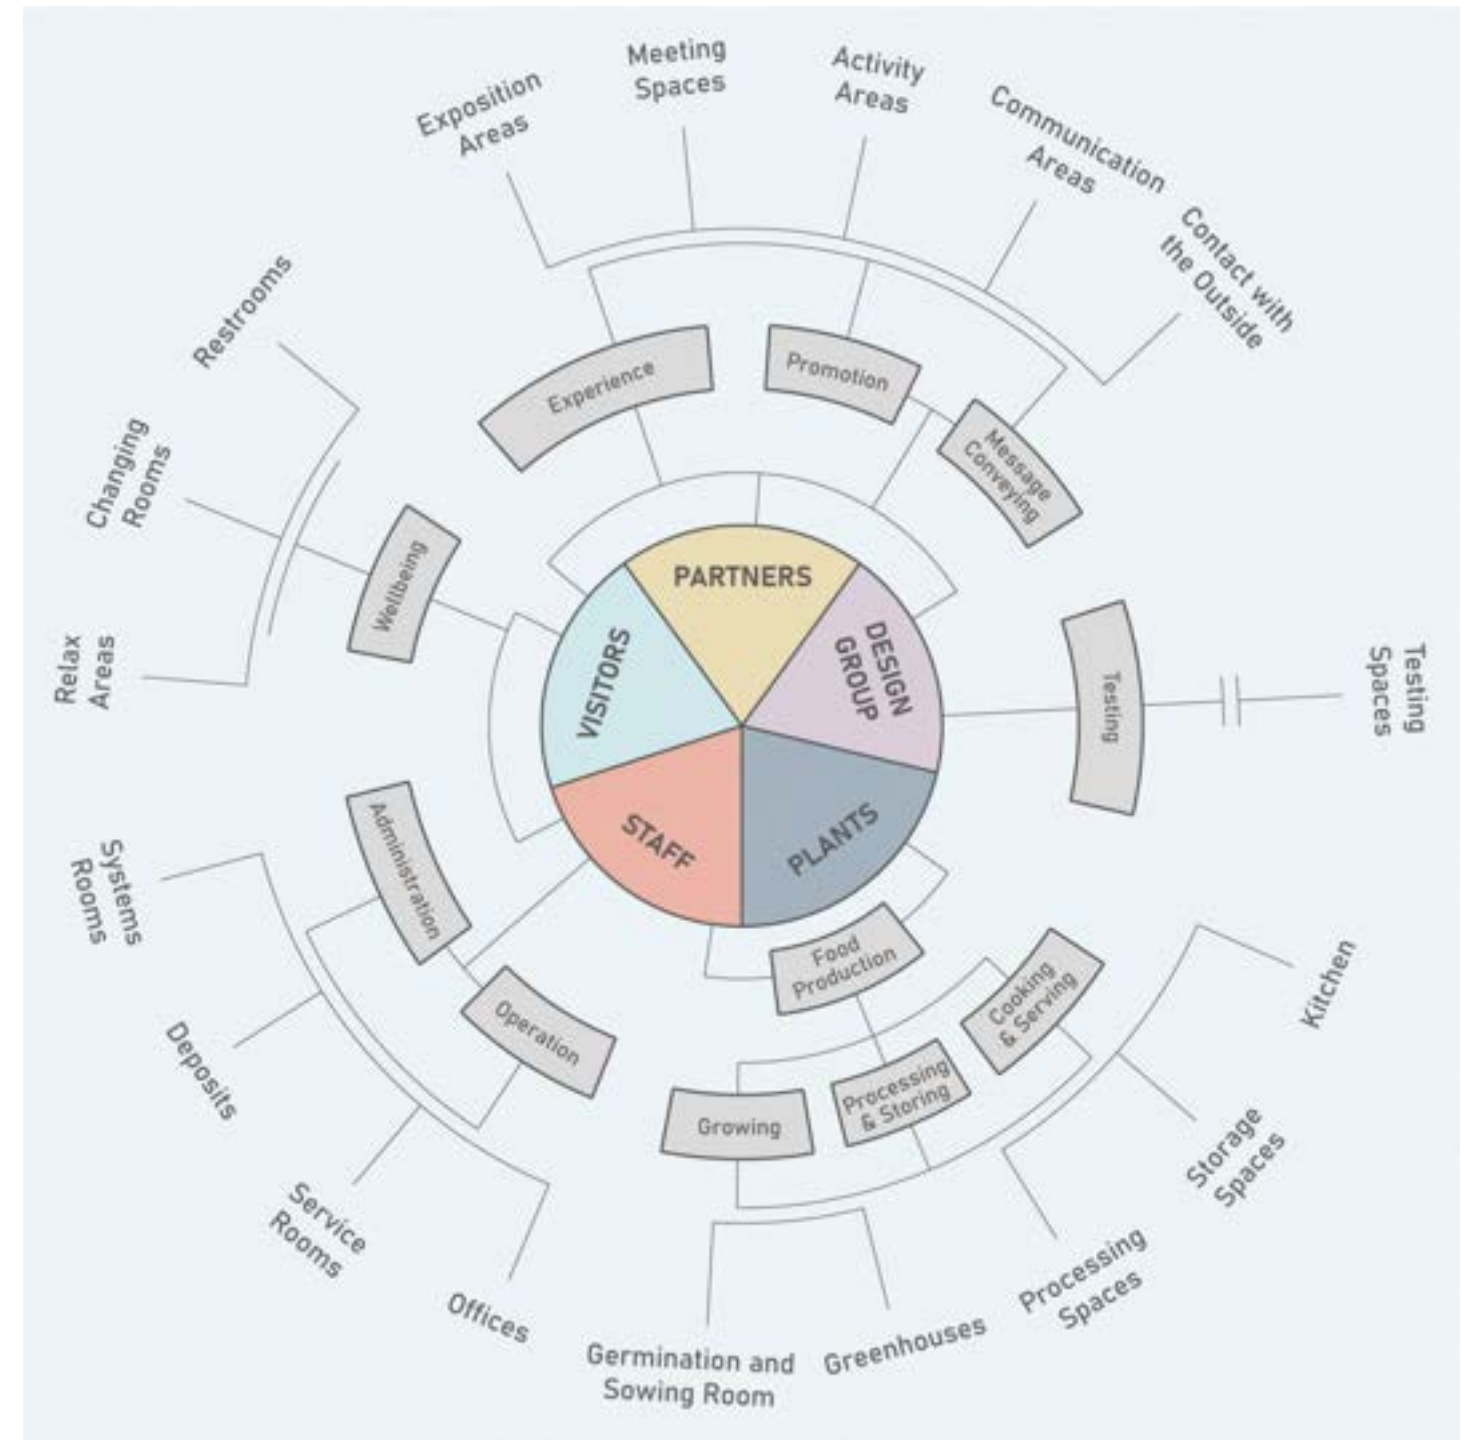 Meeting
Spaces
Activity
Areas
Exposition
Areas
Communication
Areas
Contact with
the Outside
Restrooms
Changing
Rooms
Relax
Areas
Experience
Promotion
Message
Conveying
Wellbeing
PARTNERS
VISITORS
DESIGN
GROUP
STAFF
PLANTS
Testing
Testing
Spaces
Administration
Operation
Food
Production
Cooking
& Serving
Processing
& Storing
Growing
Systems
Rooms
Deposits
Service
Rooms
Offices
Germination and
Sowing Room
Greenhouses
Processing
Spaces
Storage
Spaces
Kitchen